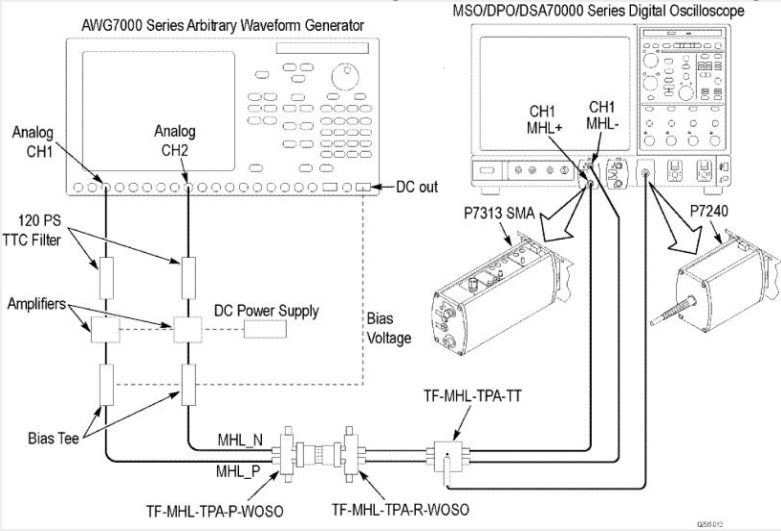 MSO/DPO/DSA70000 Series Digital Oscilloscope
AWG7000 Series Arbitrary Waveform Generator
CH1
MHL+
CH1
MHL-
Analog
CH1
Analog
CH2
DC out
P7313 SMA
P7240
120 PS
TTC Filter
Amplifiers
DC Power Supply
Bias
Voltage
TF-MHL-TPA-TT
Bias Tee
MHL_N
MHL_P
TF-MHL-TPA-P-WOSO
TF-MHL-TPA-R-WOSO